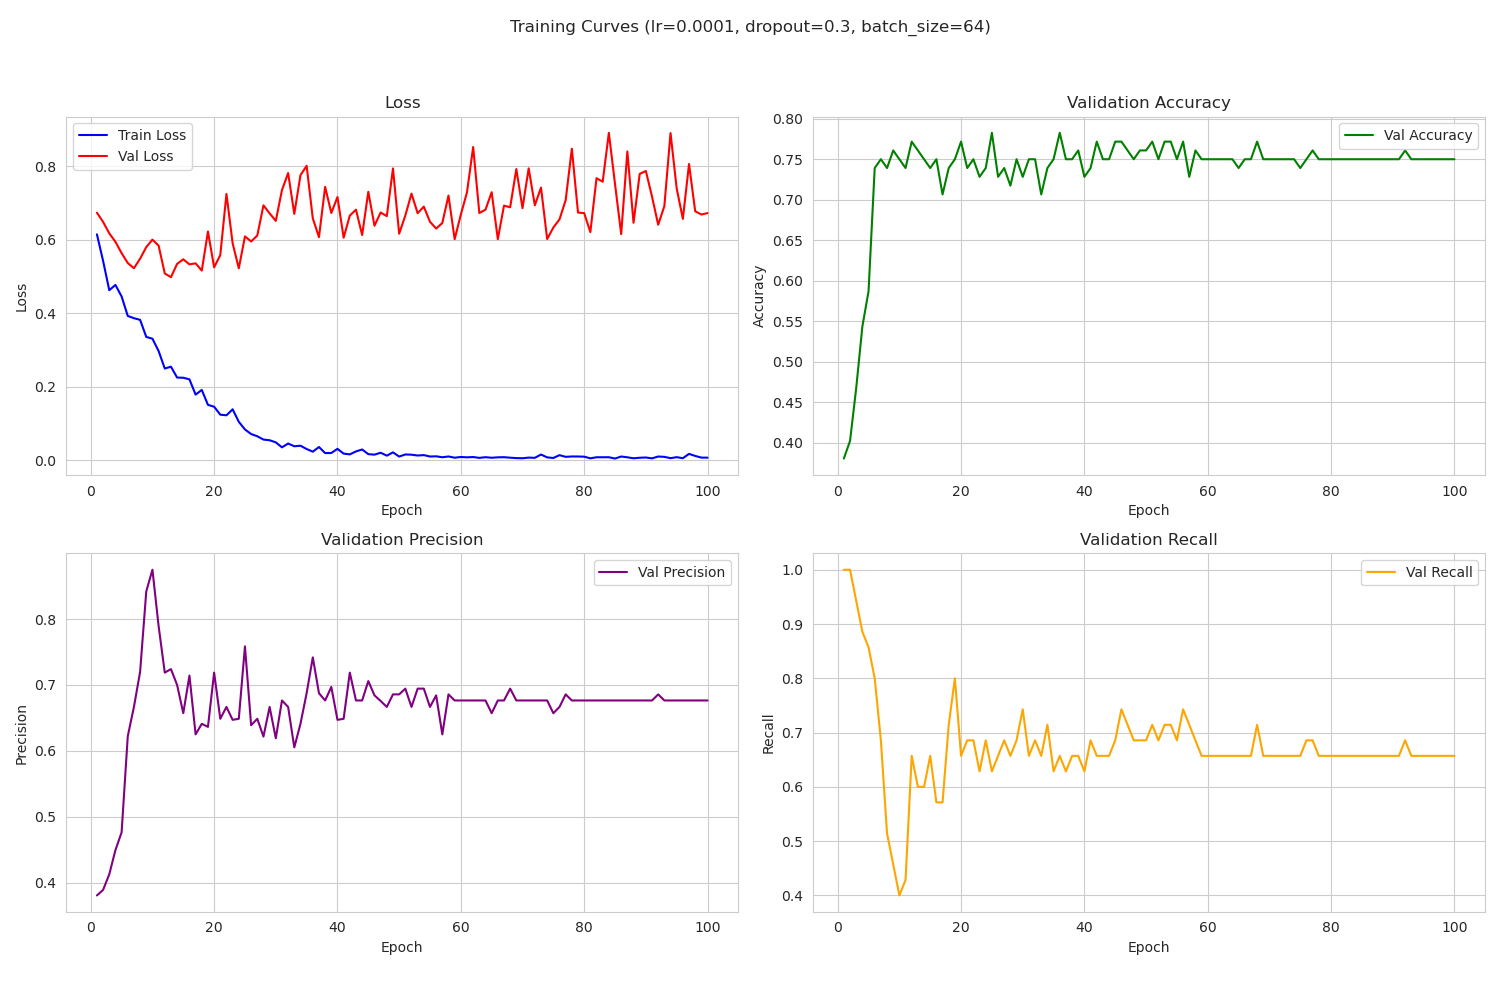 Training Curves (lr=0.0001, dropout=0.3, batch_size=64)
Loss
Train Loss
Val Loss
0.8
0.6
0.4
0.2
0.0
Loss
0
20
40
60
80
100
Epoch
Validation Accuracy
Val Accuracy
0.80
0.75
0.70
0.65
0.60
0.55
0.50
0.45
0.40
Accuracy
0
20
40
60
80
100
Epoch
Validation Precision
Val Precision
0.8
0.7
0.6
0.5
0.4
Precision
0
20
40
60
80
100
Epoch
Validation Recall
Val Recall
1.0
0.9
0.8
0.7
0.6
0.5
0.4
Recall
0
20
40
60
80
100
Epoch